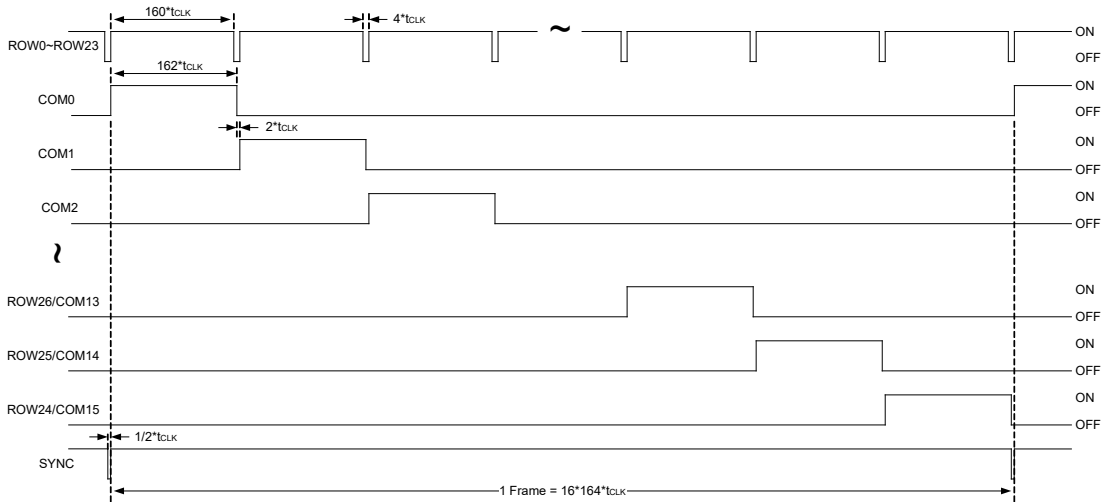 160*tCLK
4*tCLK
ROW0~ROW23
~
ON
OFF
162*tCLK
COM0
ON
OFF
2*tCLK
COM1
ON
OFF
COM2
ON
OFF
~
ROW26/COM13
ON
OFF
ROW25/COM14
ON
OFF
ROW24/COM15
ON
OFF
1/2*tCLK
SYNC
1 Frame = 16*164*tCLK